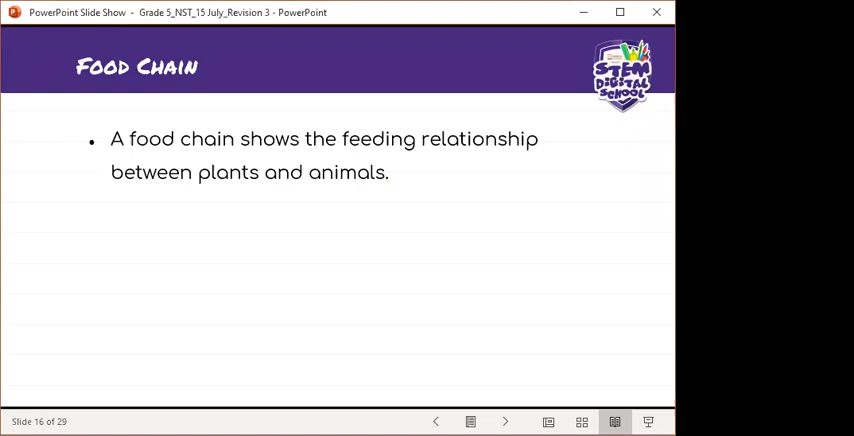 PowerPoint Slide Show - Grade 5_NST_15 July_Revision 3 - PowerPoint
Food Chain
STEM
DIGITAL
SCHOOL
• A food chain shows the feeding relationship
between plants and animals.
Slide 16 of 29